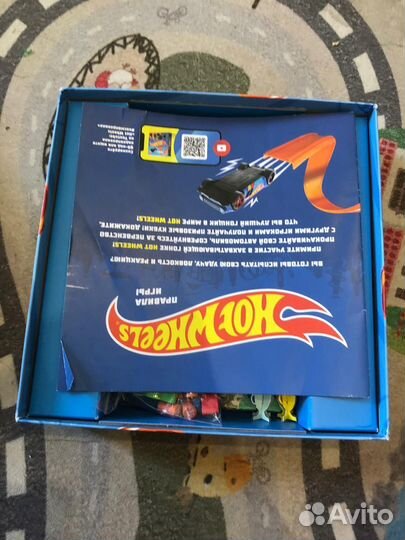 HOT WHEELS
ПРАВИЛА
ИГРЫ
ВЫ ГОТОВЫ ИСПЫТАТЬ СВОЮ УДАЧУ, ЛОВКОСТЬ И РЕАКЦИЮ?
ПРИМИТЕ УЧАСТИЕ В ЗАХВАТЫВАЮЩЕЙ ГОНКЕ HOT WHEELS!
ПРОКАЧИВАЙТЕ СВОЙ АВТОМОБИЛЬ, СОРЕВНУЙТЕСЬ ЗА ПЕРВЕНСТВО
С ДРУГИМИ ИГРОКАМИ И ПОЛУЧАЙТЕ ПРИЗОВЫЕ КУБКИ! ДОКАЖИТЕ,
ЧТО ВЫ ЛУЧШИЙ ГОНЩИК В МИРЕ HOT WHEELS!
Avito